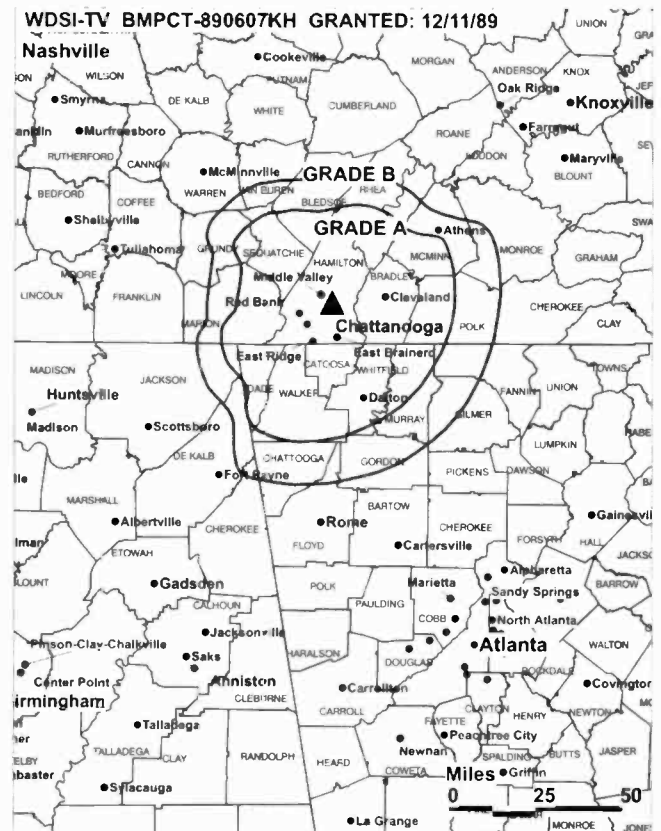 WDSI-TV BMPCT-890607KH GRANTED: 12/11/89
UNION
Nashville
Cookeville
PUTNAM
MORGAN
ANDERSON
KNOX
WILSON
Oak Ridge
Smyrna
DE KALB
WHITE
CUMBERLAND
Knoxville
Murfreesboro
ROANE
Farragut
RUTHERFORD
CANNON
LOUDON
Maryville
McMinnville
GRADE B
RHEA
BLOUNT
WARREN
VAN BUREN
BEDFORD
COFFEE
BLEDSOE
Shelbyville
GRADE A
Athens
Tullahoma
GRUNDY
SEQUATCHIE
HAMILTON
MCMINN
MONROE
GRAHAM
MOORE
Middle Valley
BRADLEY
LINCOLN
FRANKLIN
Red Bank
Cleveland
CHEROKEE
MARION
Chattanooga
POLK
CLAY
East Ridge
East Brainerd
MADISON
CATOOSA
WHITFIELD
TOWNS
Huntsville
JACKSON
DADE
WALKER
FANNIN
UNION
Madison
Dalton
Scottsboro
MURRAY
GILMER
LUMPKIN
DE KALB
CHATTOOGA
GORDON
Fort Payne
PICKENS
DAWSON
MARSHALL
BARTOW
Albertville
CHEROKEE
Rome
CHEROKEE
FORSYTH
HALL
FLOYD
Cartersville
ETOWAH
Alpharetta
BARROW
Gadsden
POLK
Marietta
Sandy Springs
CALHOUN
PAULDING
COBB
North Atlanta
Jacksonville
WALTON
Pinson-Clay-Chalkville
HARALSON
Atlanta
Saks
DOUGLAS
ROCKDALE
Center Point
Anniston
Carrollton
Covington
CLEBURNE
CLAYTON
CARROLL
HENRY
NEWTON
Talladega
FAYETTE
Peachtree City
TALLADEGA
CLAY
RANDOLPH
HEARD
Newnan
SPALDING
BUTTS
JASPER
COWETA
Miles
Griffin
Sylacauga
0 25 50
La Grange
MONROE